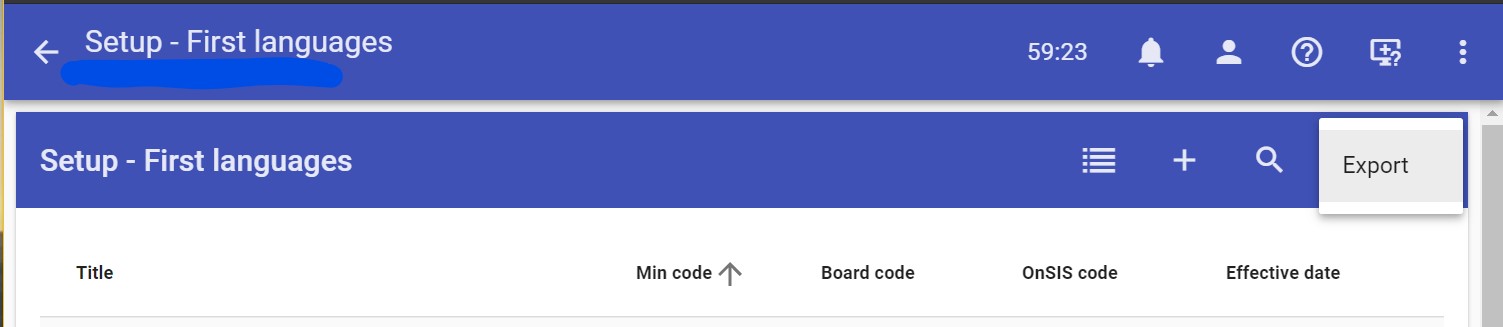 Setup - First languages
59:23
Setup - First languages
Export
Title
Min code
Board code
OnSIS code
Effective date